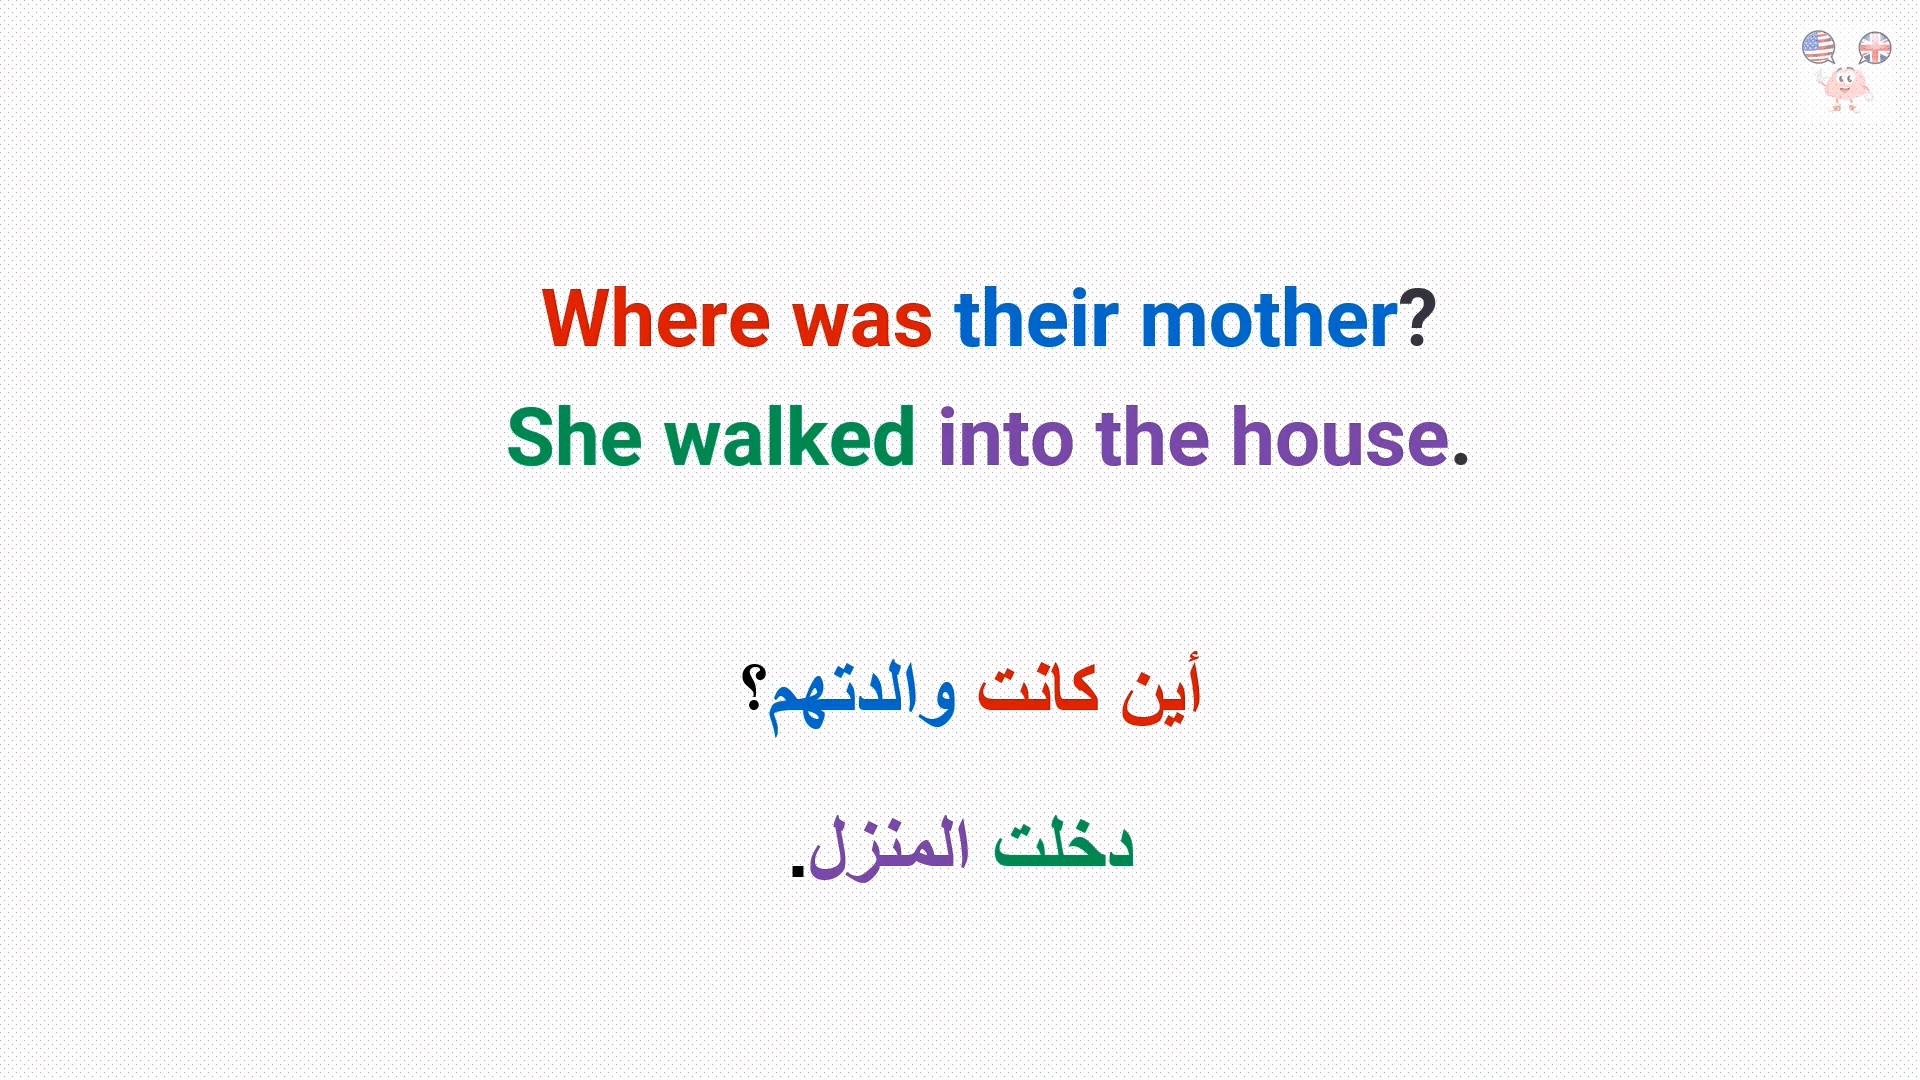 Where was their mother?
She walked into the house.
أين كانت والدتهم؟
دخلت المنزل.